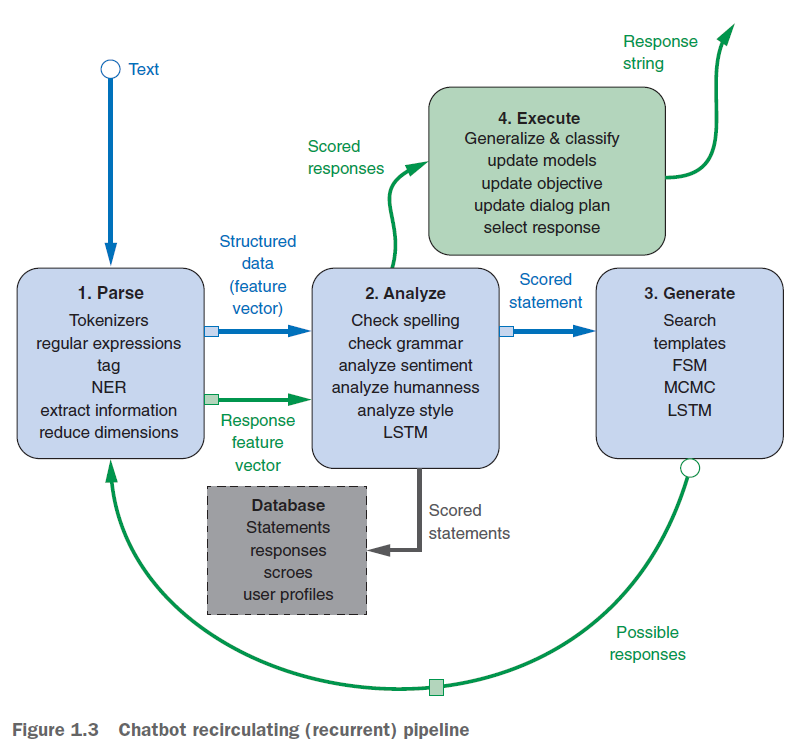 Text
Response
string
4. Execute
Generalize & classify
update models
update objective
update dialog plan
select response
Scored
responses
Structured
data
(feature
vector)
1. Parse
Tokenizers
regular expressions
tag
NER
extract information
reduce dimensions
2. Analyze
Check spelling
check grammar
analyze sentiment
analyze humanness
analyze style
LSTM
Scored
statement
3. Generate
Search
templates
FSM
MCMC
LSTM
Response
feature
vector
Database
Statements
responses
scroes
user profiles
Scored
statements
Possible
responses
Figure 1.3 Chatbot recirculating (recurrent) pipeline